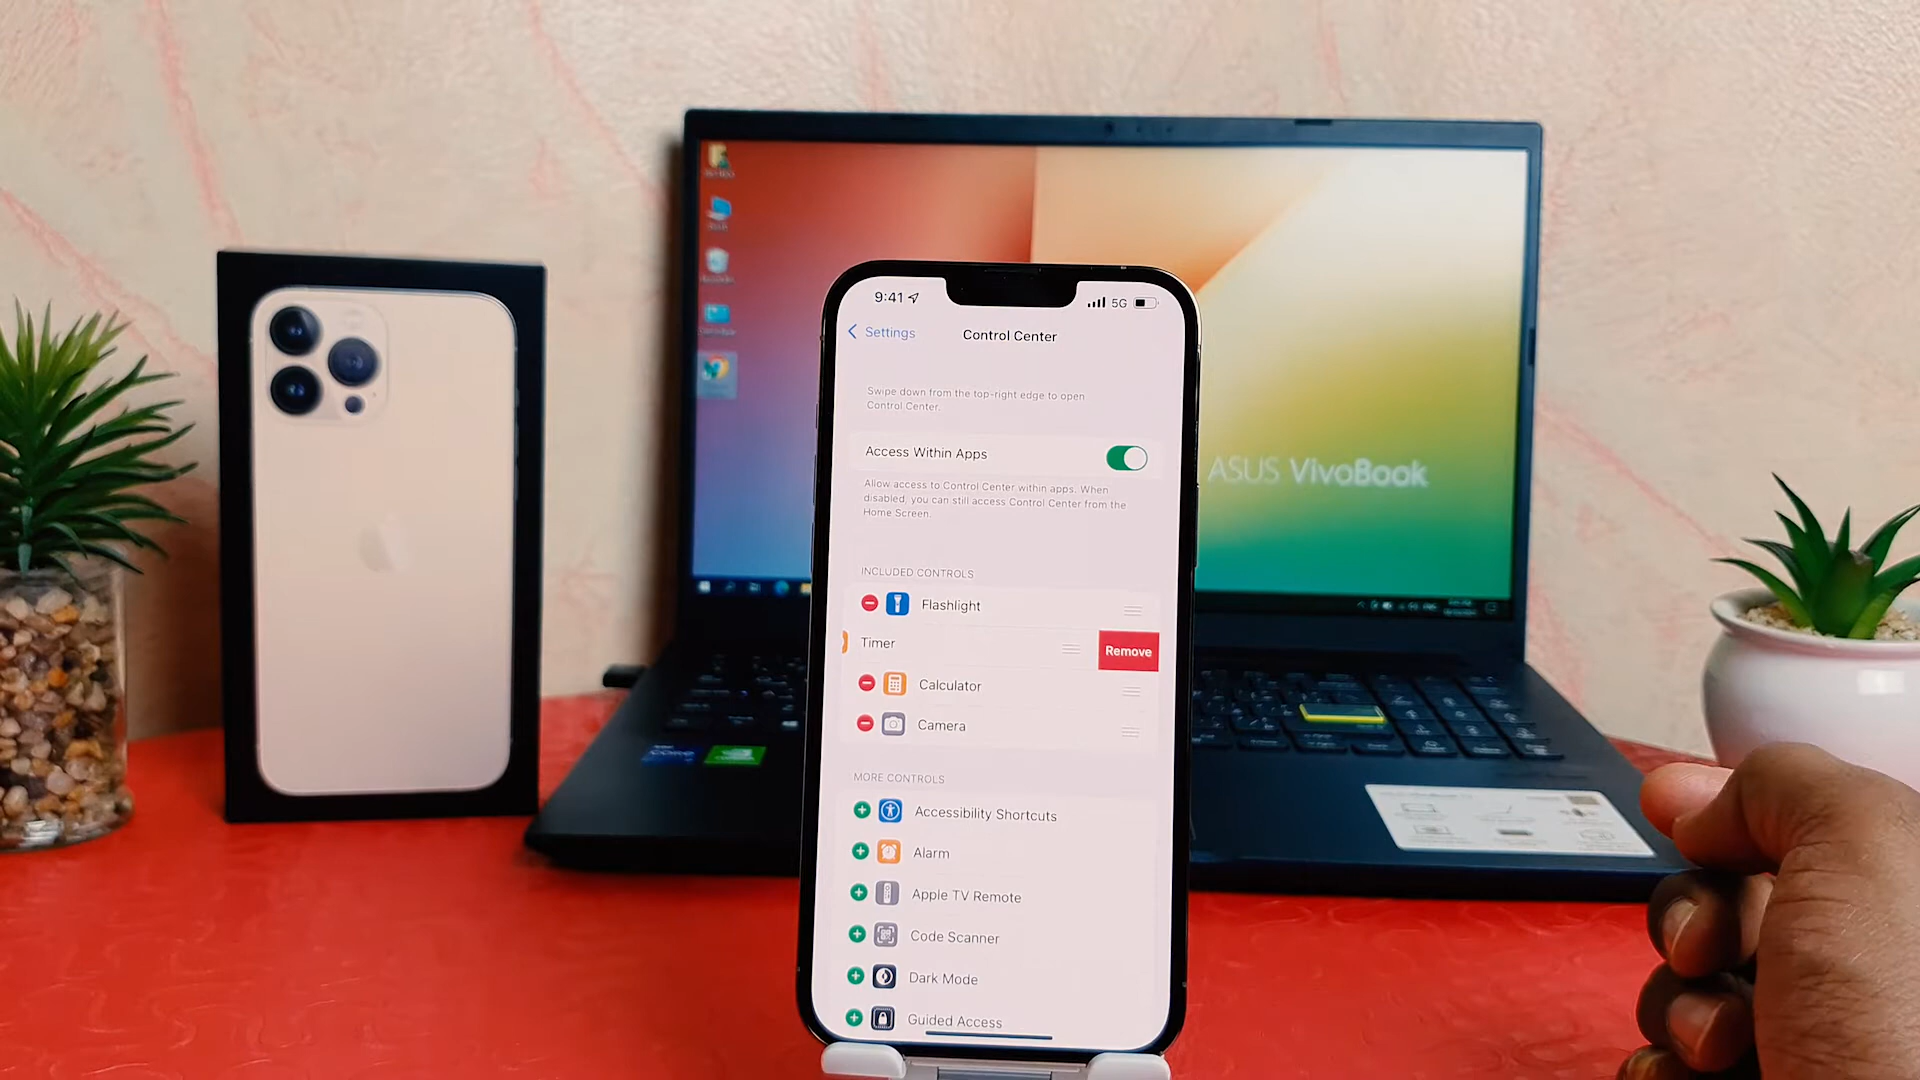 9:41
5G
Settings
Control Center
Swipe down from the top-right edge to open
Control Center.
Access Within Apps
Allow access to Control Center within apps. When
disabled, you can still access Control Center from the
Home Screen.
INCLUDED CONTROLS
Flashlight
Timer
Remove
Calculator
Camera
MORE CONTROLS
Accessibility Shortcuts
Alarm
Apple TV Remote
Code Scanner
Dark Mode
Guided Access
ASUS VivoBook